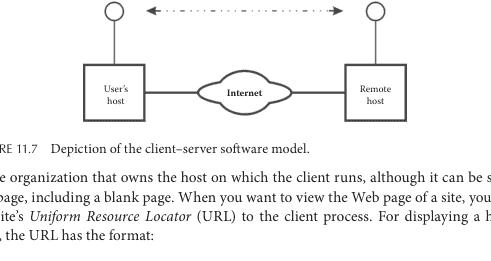 User's
host
Internet
Remote
host
RE 11.7 Depiction of the client–server software model.
e organization that owns the host on which the client runs, although it can be s
page, including a blank page. When you want to view the Web page of a site, you
ite's Uniform Resource Locator (URL) to the client process. For displaying a h
, the URL has the format: